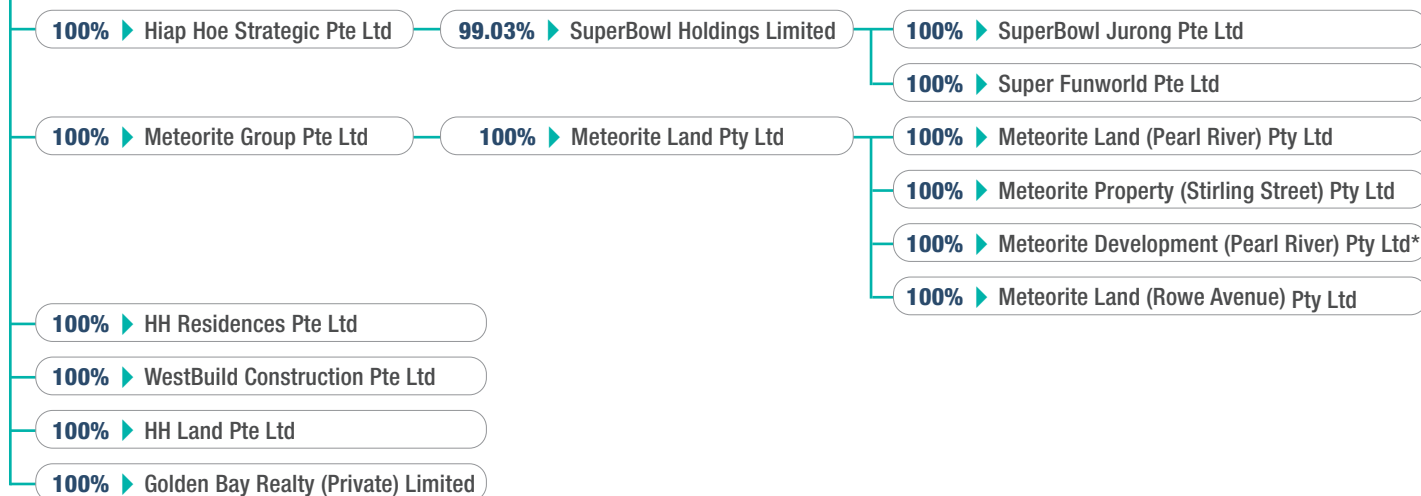 100% Hiap Hoe Strategic Pte Ltd 99.03% SuperBowl Holdings Limited 100% SuperBowl Jurong Pte Ltd
100% Super Funworld Pte Ltd
100% Meteorite Group Pte Ltd 100% Meteorite Land Pty Ltd 100% Meteorite Land (Pearl River) Pty Ltd
100% Meteorite Property (Stirling Street) Pty Ltd
100% Meteorite Development (Pearl River) Pty Ltd*
100% Meteorite Land (Rowe Avenue) Pty Ltd
100% HH Residences Pte Ltd
100% WestBuild Construction Pte Ltd
100% HH Land Pte Ltd
100% Golden Bay Realty (Private) Limited